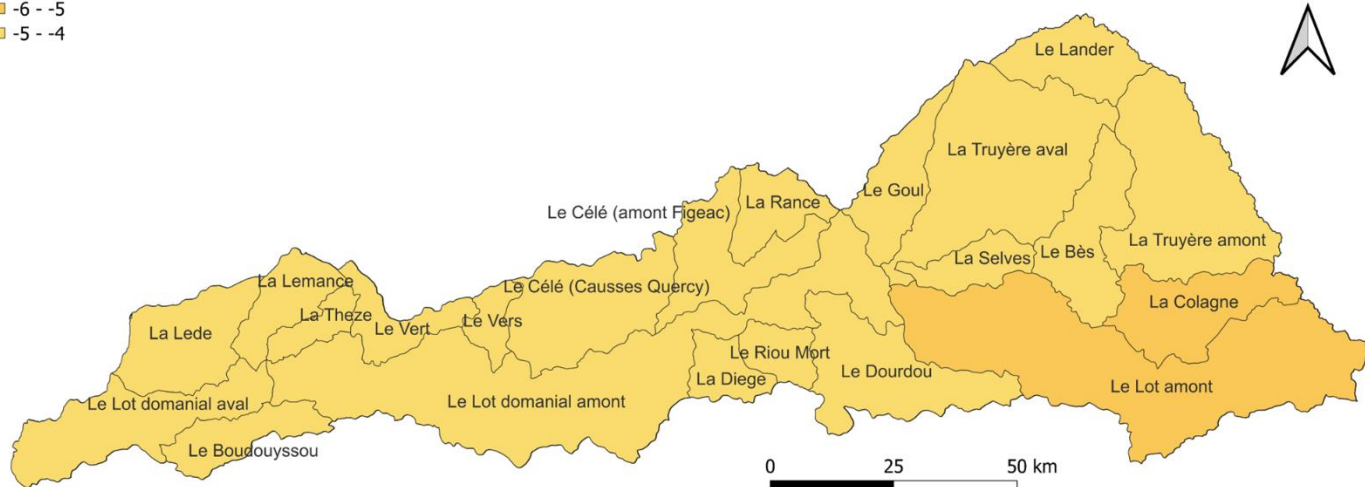 -6 - -5
-5 - -4
Le Lander
La Truyère aval
Le Goul
La Rance
Le Célé (amont Figeac)
La Truyère amont
Le Bès
La Selves
La Lemance
Le Célé (Causses Quercy)
La Colagne
La Theze
Le Vers
Le Vert
La Lede
Le Riou Mort
Le Dourdou
La Diege
Le Lot amont
Le Lot domanial aval
Le Lot domanial amont
Le Boudouyssou
0 25 50 km